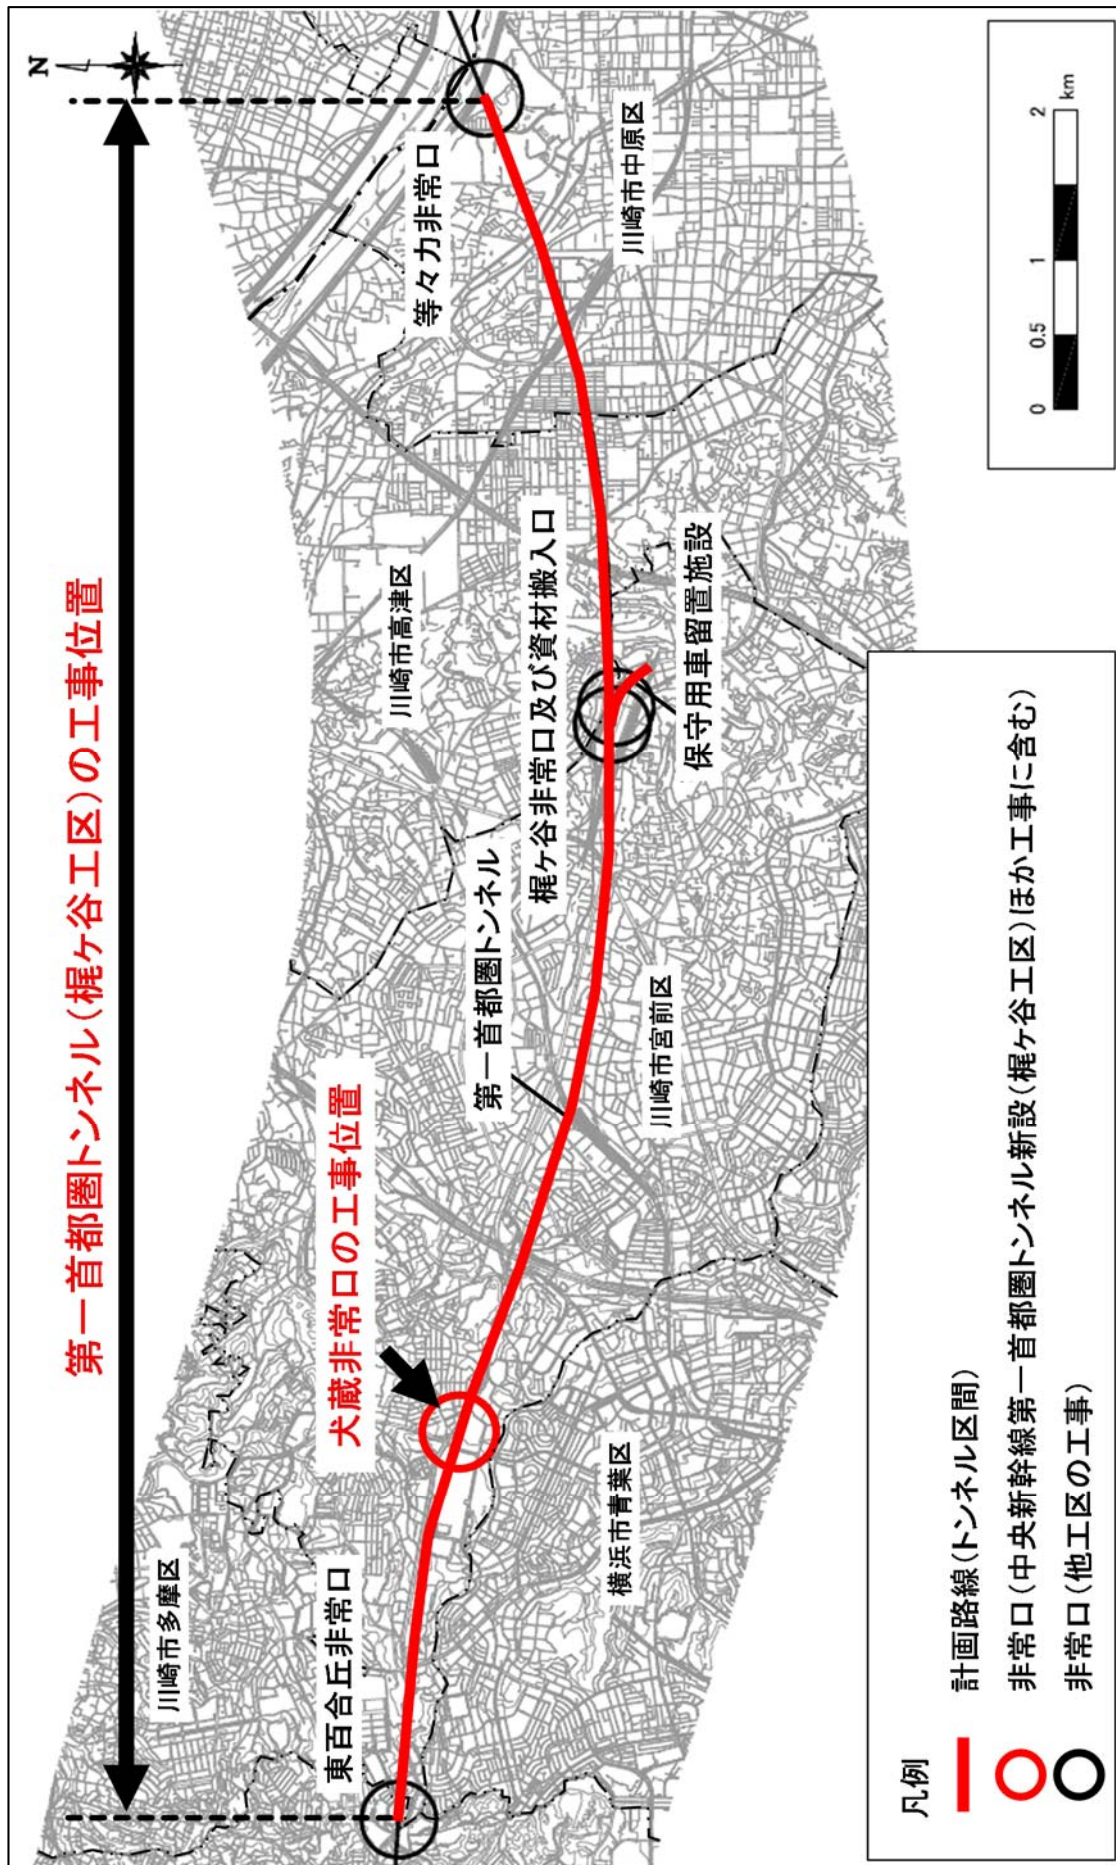 第一首都圏トンネル(梶ヶ谷工区)の工事位置
N
川崎市多摩区
東百合丘非常口
犬蔵非常口の工事位置
横浜市青葉区
第一首都圏トンネル
川崎市宮前区
川崎市高津区
梶ヶ谷非常口及び資材搬入口
保守用車留置施設
等々力非常口
川崎市中原区
凡例
計画路線(トンネル区間)
非常口(中央新幹線第一首都圏トンネル新設(梶ヶ谷工区)ほか工事に含む)
非常口(他工区の工事)
0 0.5 1 2
km